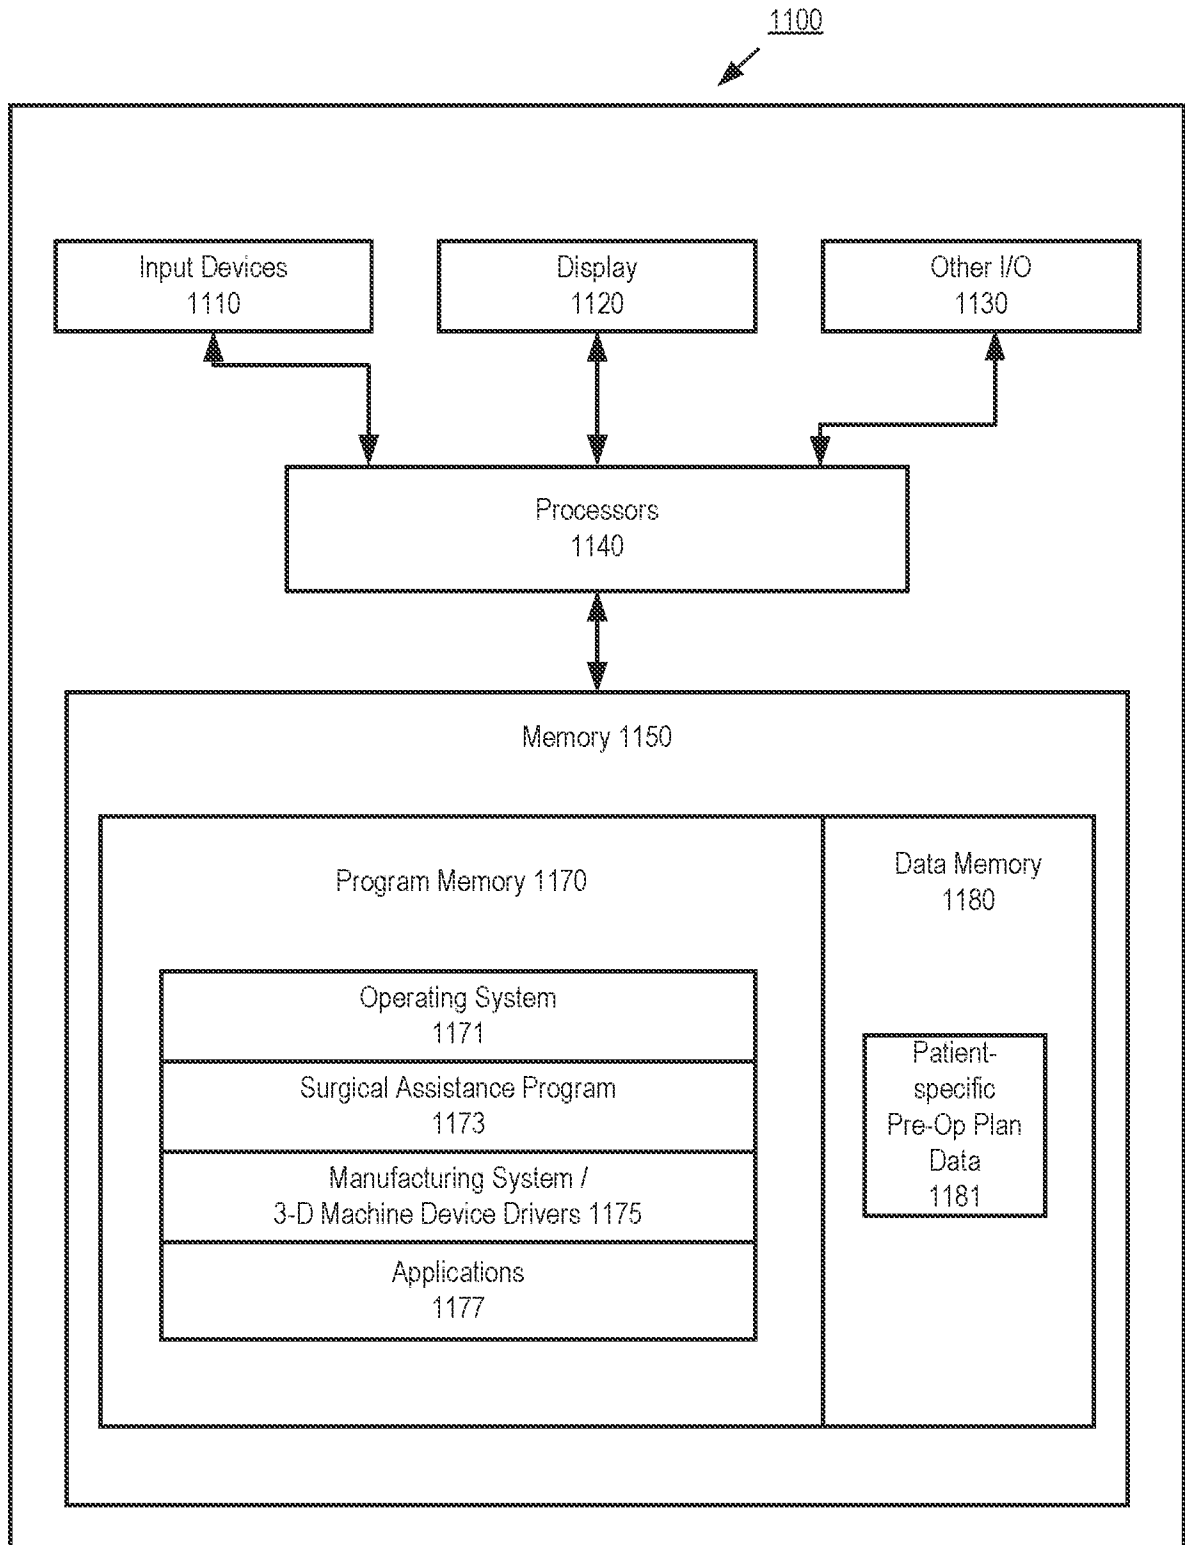 1100
Input Devices
1110
Display
1120
Other I/O
1130
Processors
1140
Memory 1150
Program Memory 1170
Data Memory
1180
Operating System
1171
Surgical Assistance Program
1173
Manufacturing System /
3-D Machine Device Drivers 1175
Applications
1177
Patient-
specific
Pre-Op Plan
Data
1181